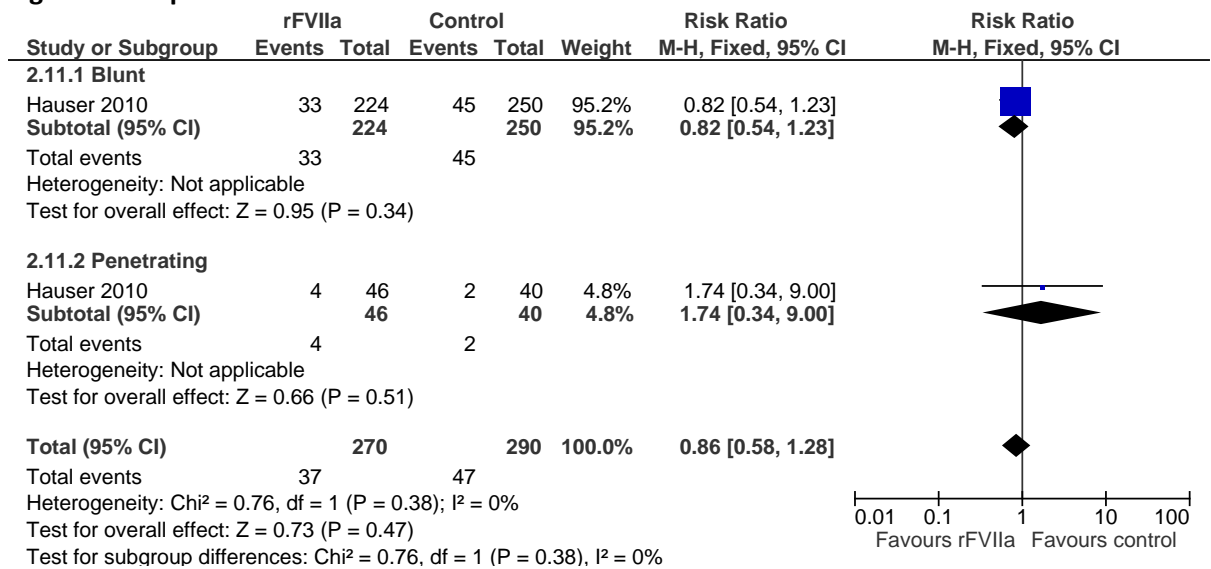 rFVIIa Control Risk Ratio Risk Ratio
Study or Subgroup Events Total Events Total Weight M-H, Fixed, 95% CI M-H, Fixed, 95% CI
2.11.1 Blunt
Hauser 2010 33 224 45 250 95.2% 0.82 [0.54, 1.23]
Subtotal (95% CI) 224 250 95.2% 0.82 [0.54, 1.23]
Total events 33 45
Heterogeneity: Not applicable
Test for overall effect: Z = 0.95 (P = 0.34)
2.11.2 Penetrating
Hauser 2010 4 46 2 40 4.8% 1.74 [0.34, 9.00]
Subtotal (95% CI) 46 40 4.8% 1.74 [0.34, 9.00]
Total events 4 2
Heterogeneity: Not applicable
Test for overall effect: Z = 0.66 (P = 0.51)
Total (95% CI) 270 290 100.0% 0.86 [0.58, 1.28]
Total events 37 47
Heterogeneity: Chi² = 0.76, df = 1 (P = 0.38); I² = 0%
Test for overall effect: Z = 0.73 (P = 0.47)
Test for subgroup differences: Chi² = 0.76, df = 1 (P = 0.38), I² = 0%
0.01 0.1 1 10 100
Favours rFVIIa Favours control